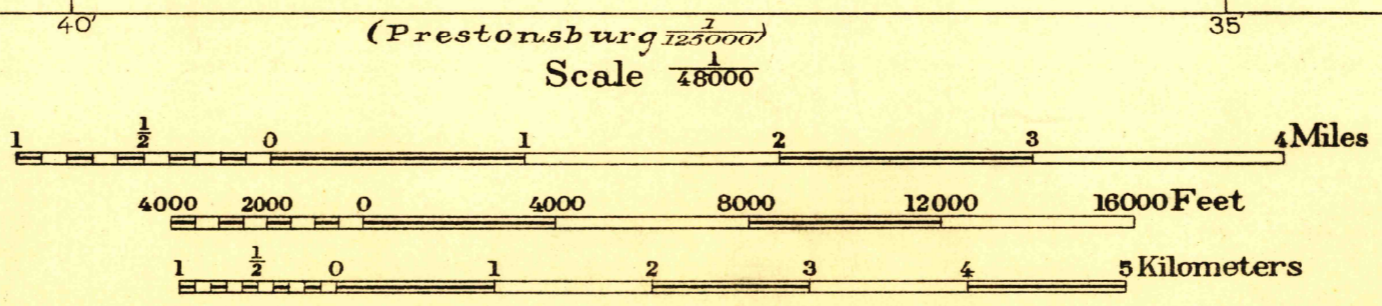 40' 35'
(Prestonsburg 1/125000)
Scale 1/48000
1 1/2 0 1 2 3 4 Miles
4000 2000 0 4000 8000 12000 16000 Feet
1 1/2 0 1 2 3 4 5 Kilometers